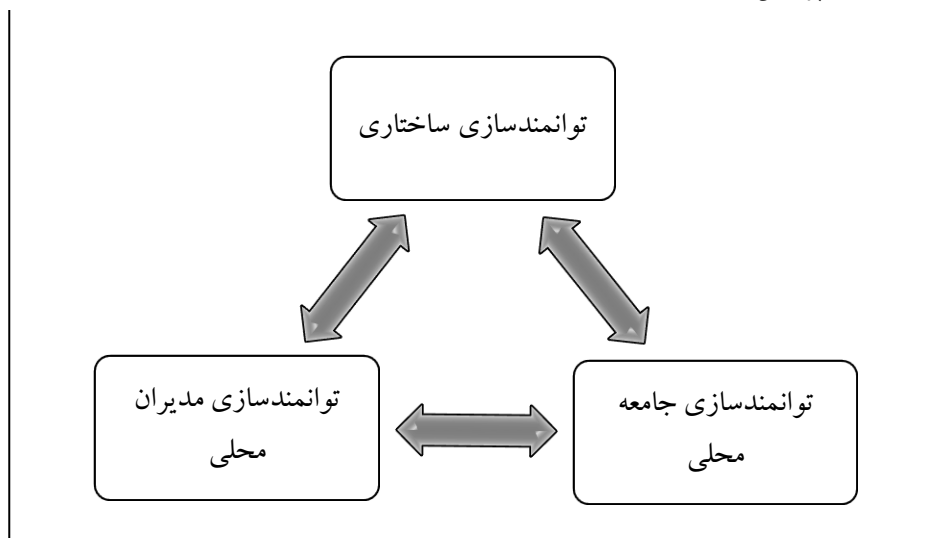 توانمندسازی ساختاری
توانمندسازی جامعه
محلی
توانمندسازی مدیران
محلی